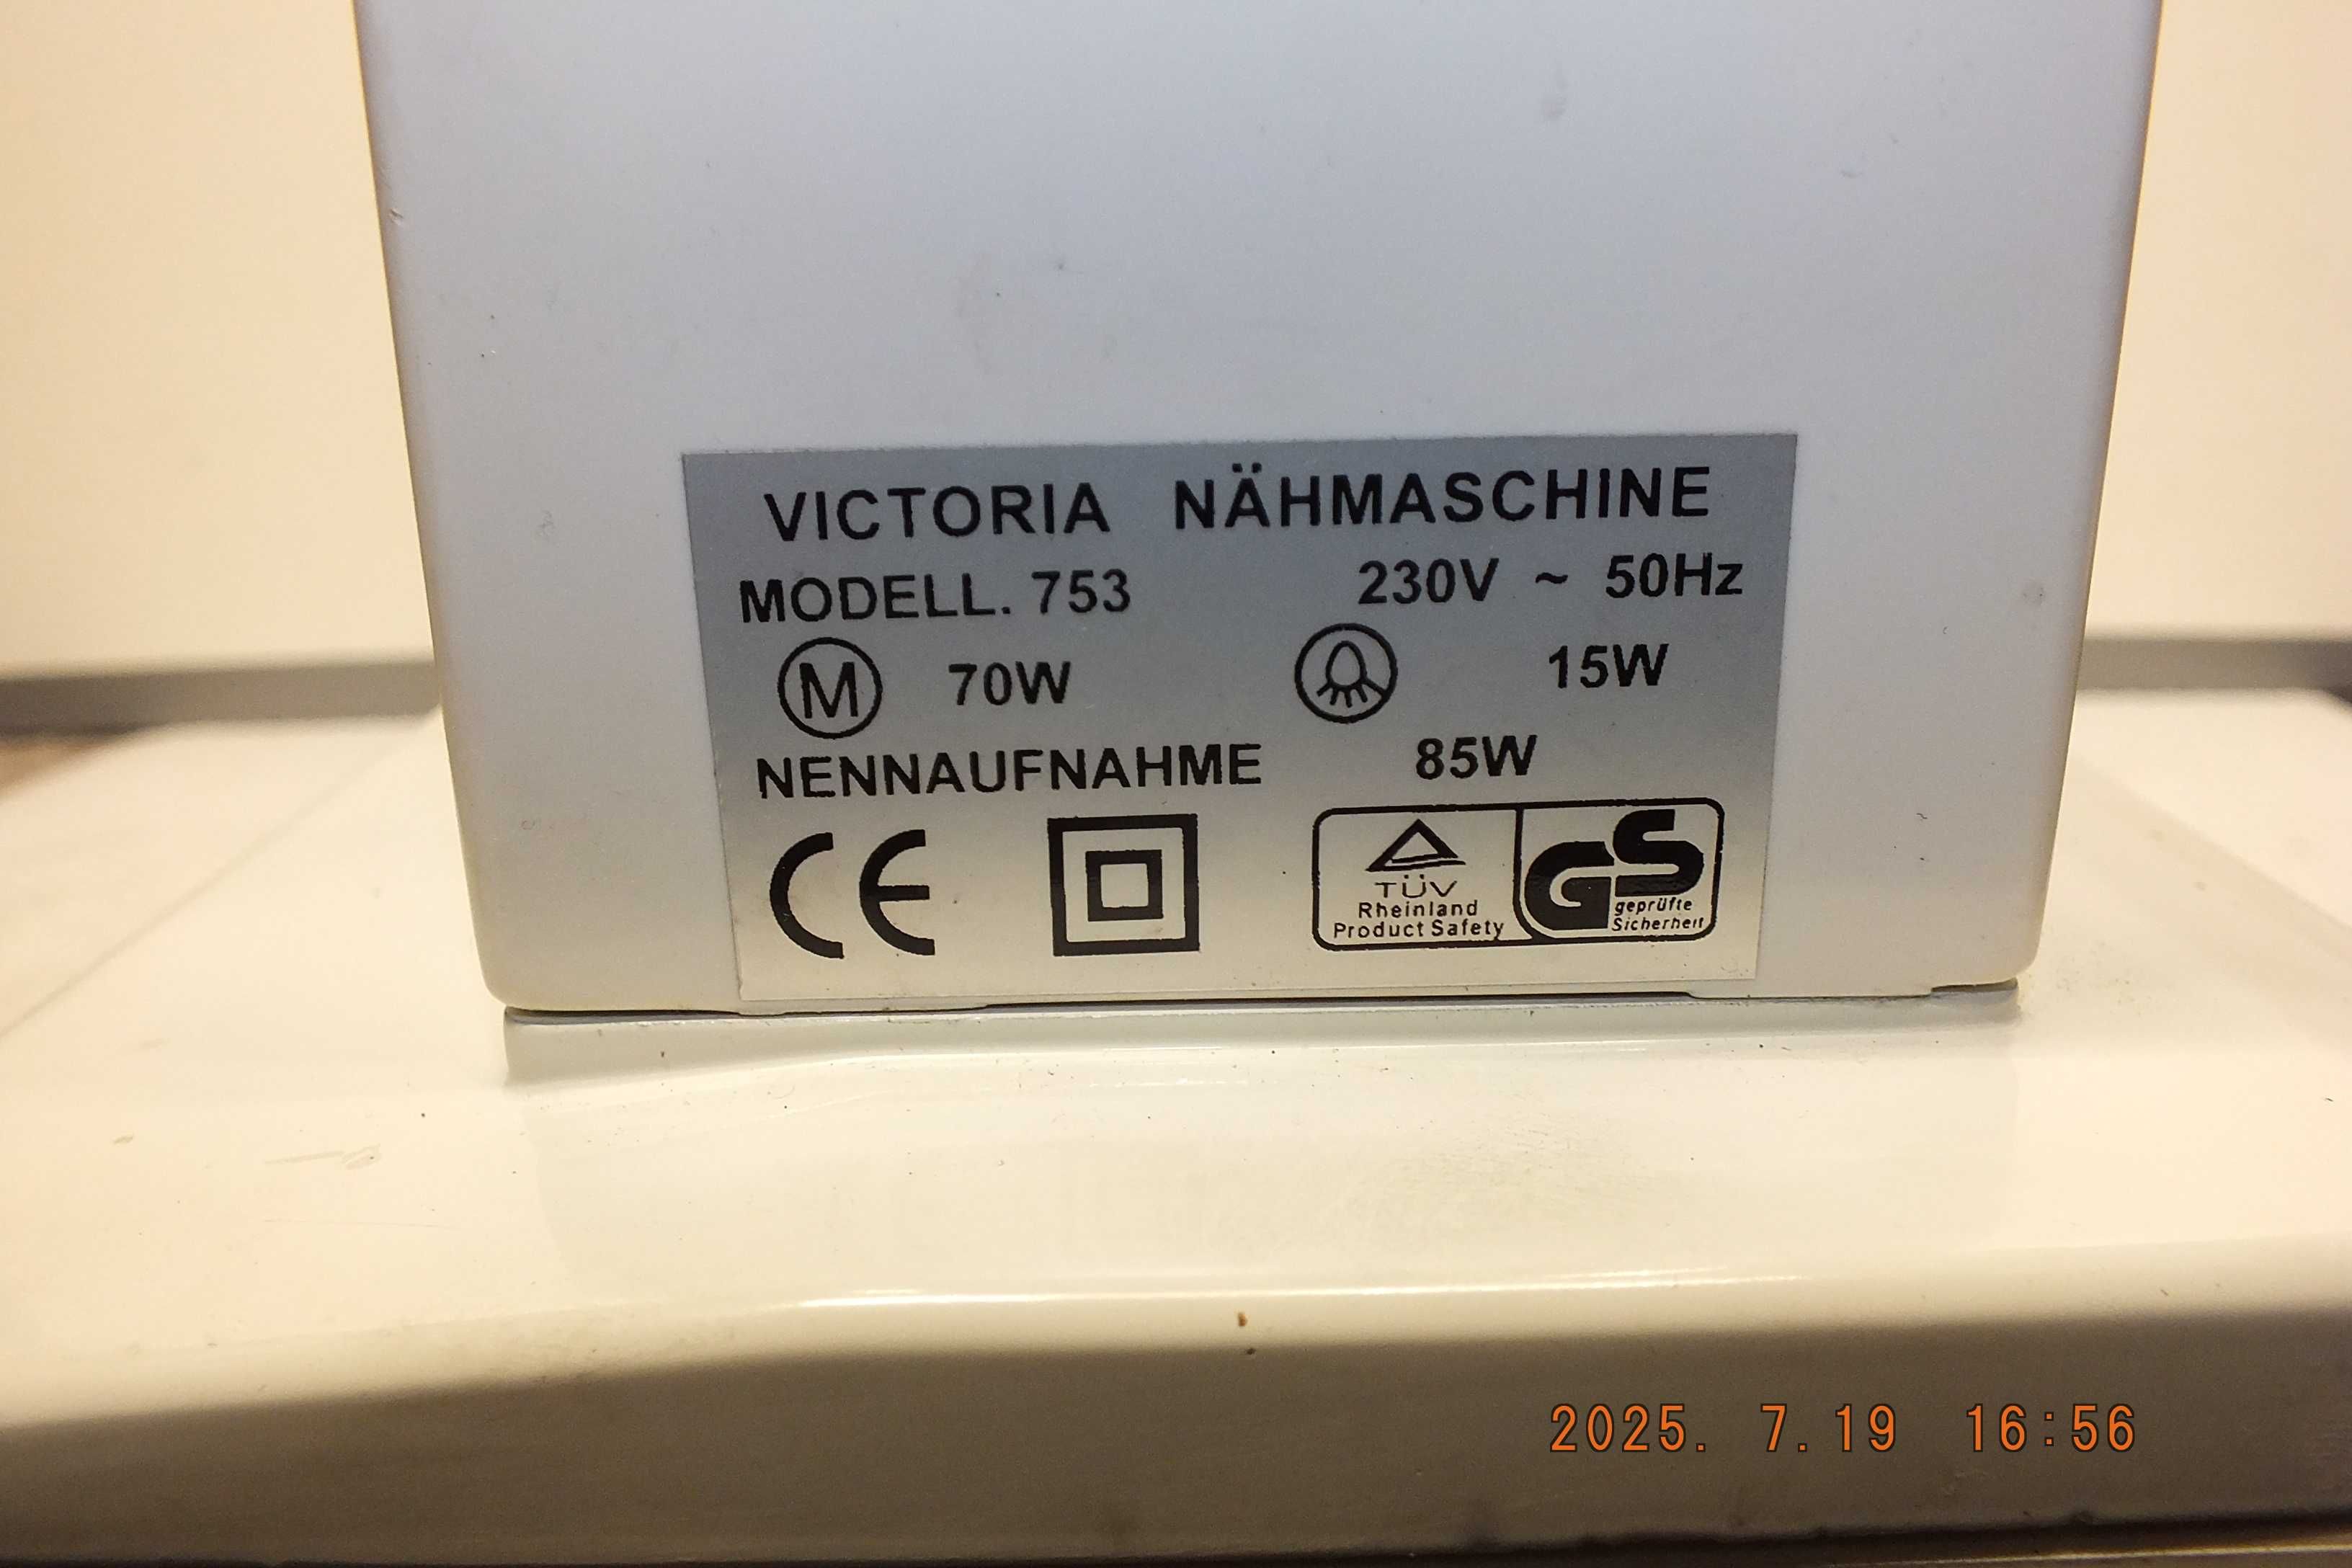 VICTORIA NÄHMASCHINE
MODELL. 753 230V ~ 50Hz
M 70W 15W
NENNAUFNAHME 85W
CE
TÜV
Rheinland
Product Safety
GS
geprüfte
Sicherheit
2025. 7.19 16:56